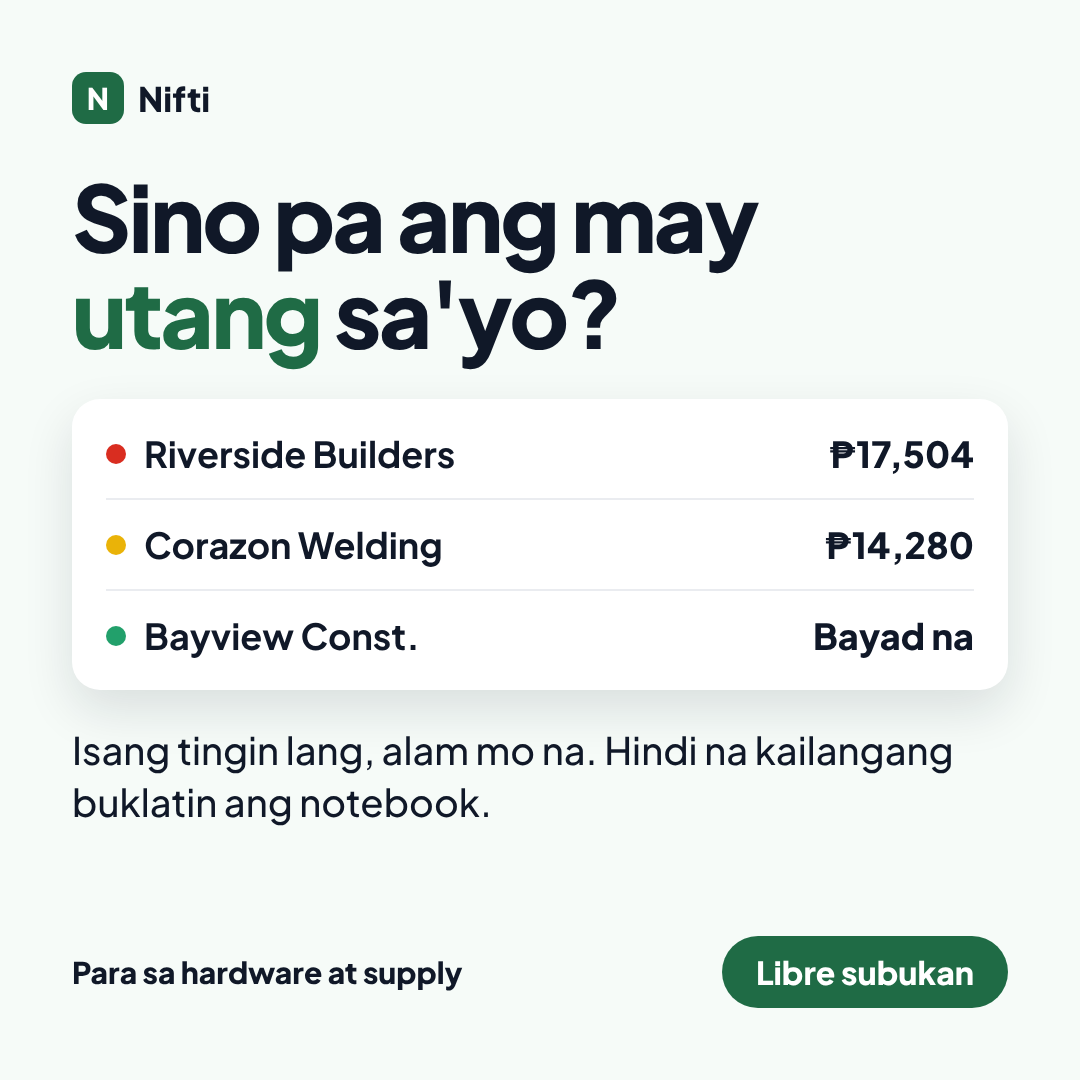 N Nifti
Sino pa ang may
utang sa'yo?
Riverside Builders ₱17,504
Corazon Welding ₱14,280
Bayview Const. Bayad na
Isang tingin lang, alam mo na. Hindi na kailangang
buklatin ang notebook.
Para sa hardware at supply Libre subukan